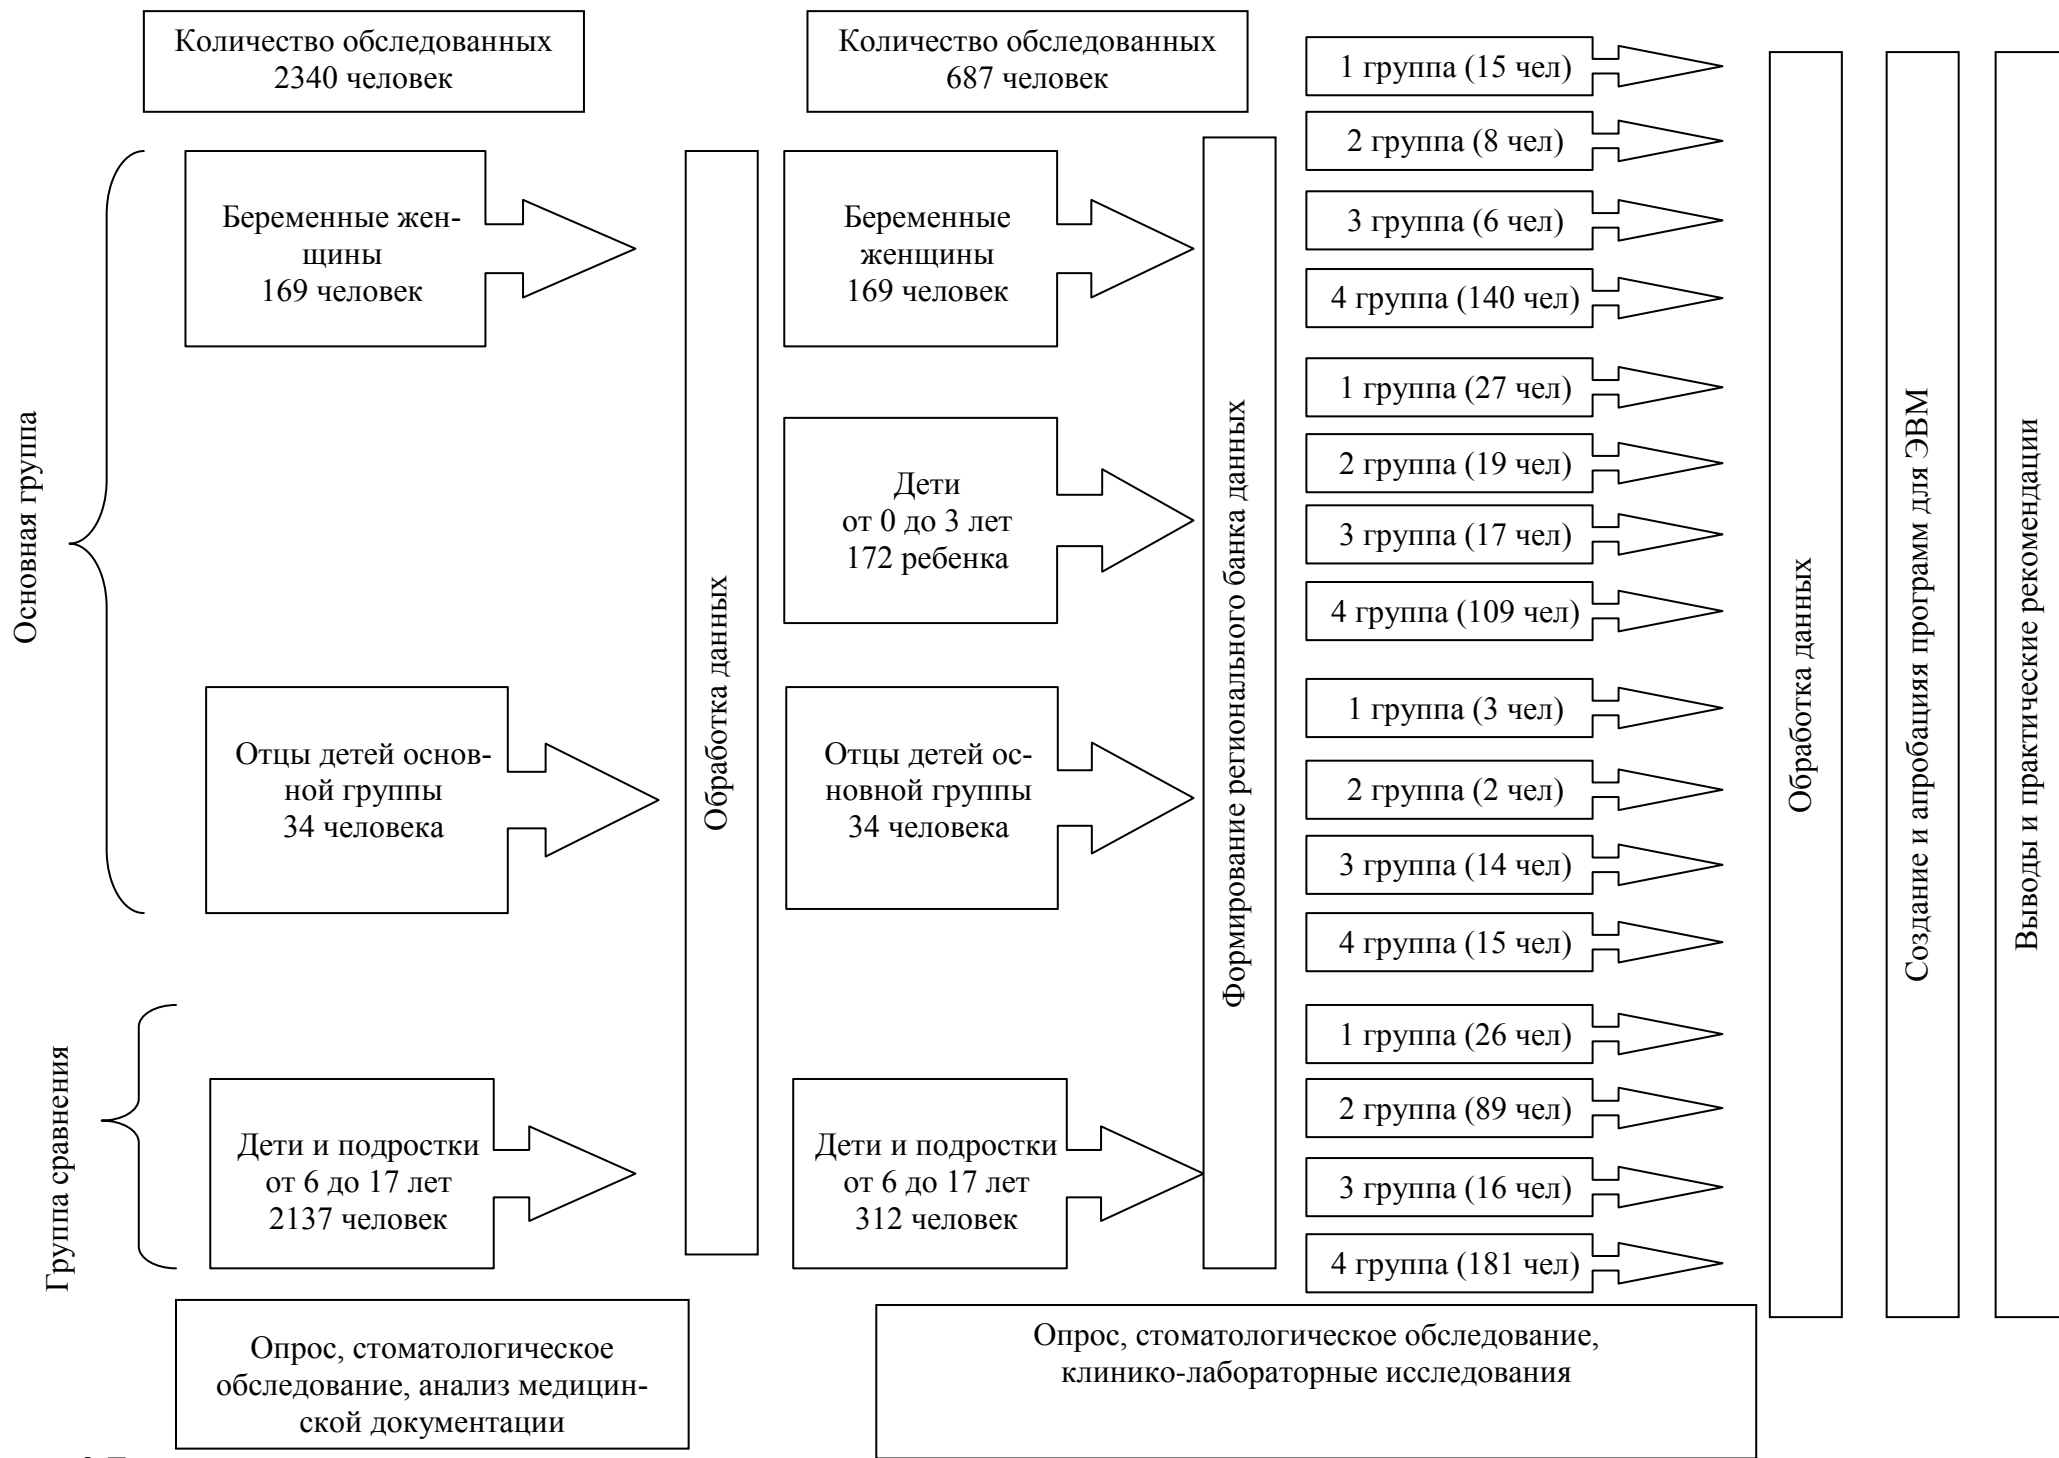 Количество обследованных
2340 человек
Количество обследованных
687 человек
Основная группа
Беременные жен-
щины
169 человек
Отцы детей основ-
ной группы
34 человека
Группа сравнения
Дети и подростки
от 6 до 17 лет
2137 человек
Обработка данных
Беременные
женщины
169 человек
Дети
от 0 до 3 лет
172 ребенка
Отцы детей ос-
новной группы
34 человека
Дети и подростки
от 6 до 17 лет
312 человек
Формирование регионального банка данных
1 группа (15 чел)
2 группа (8 чел)
3 группа (6 чел)
4 группа (140 чел)
1 группа (27 чел)
2 группа (19 чел)
3 группа (17 чел)
4 группа (109 чел)
1 группа (3 чел)
2 группа (2 чел)
3 группа (14 чел)
4 группа (15 чел)
1 группа (26 чел)
2 группа (89 чел)
3 группа (16 чел)
4 группа (181 чел)
Обработка данных
Создание и апробацияя программ для ЭВМ
Выводы и практические рекомендации
Опрос, стоматологическое
обследование, анализ медицин-
ской документации
Опрос, стоматологическое обследование,
клинико-лабораторные исследования